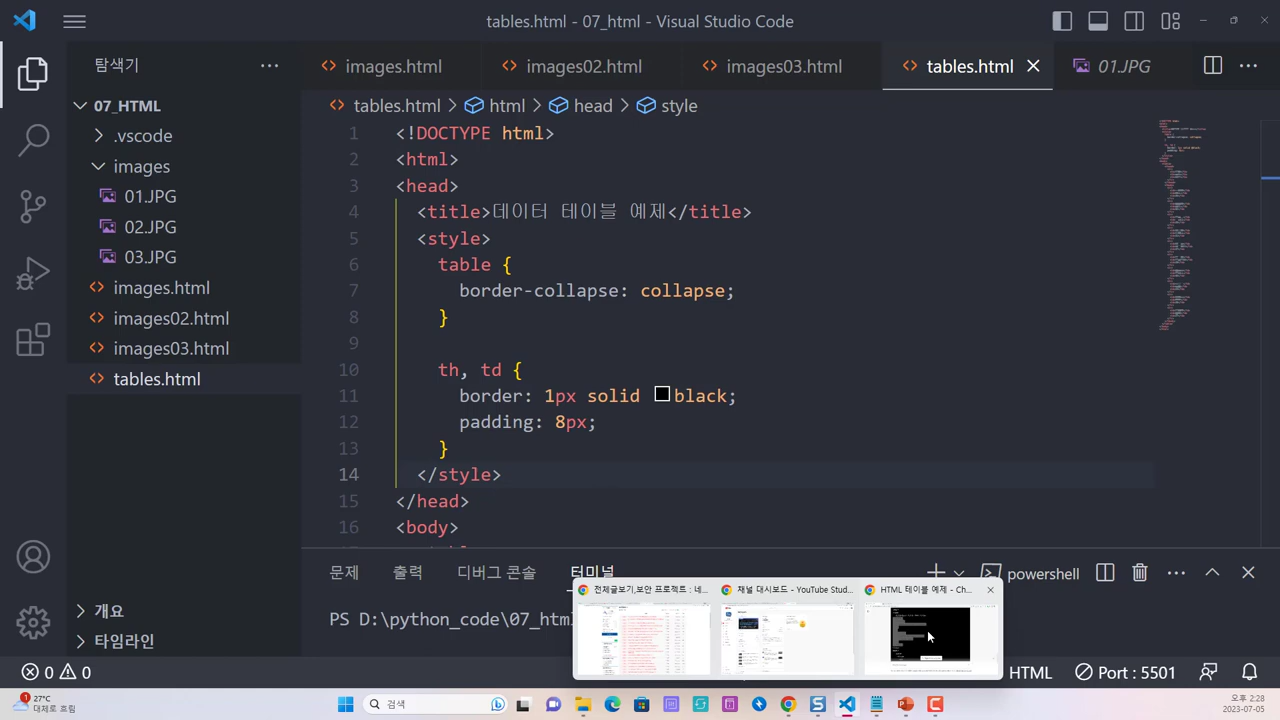 tables.html - 07_html - Visual Studio Code
탐색기
images.html
images02.html
images03.html
tables.html
01.JPG
07_HTML
.vscode
images
01.JPG
02.JPG
03.JPG
images.html
images02.html
images03.html
tables.html
개요
타임라인
tables.html > html > head > style
1 <!DOCTYPE html>
2 <html>
3 <head>
4 <title>데이터 테이블 예제</title>
5 <style>
6 table {
7 border-collapse: collapse;
8 }
9
10 th, td {
11 border: 1px solid black;
12 padding: 8px;
13 }
14 </style>
15 </head>
16 <body>
문제 출력 디버그 콘솔 터미널
powershell
\python_code\07_htm
전체글보기,보안 프로젝트 : 네...
채널 대시보드 - YouTube Stud...
HTML 테이블 예제 - Ch...
0 0
HTML
Port : 5501
대체로 흐림
검색
오후 2:28
2023-07-05